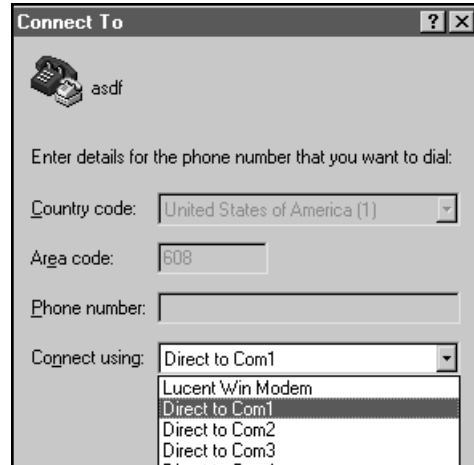 Connect To
asdf
Enter details for the phone number that you want to dial:
Country code: United States of America (1)
Area code: 608
Phone number:
Connect using: Direct to Com1
Lucent Win Modem
Direct to Com1
Direct to Com2
Direct to Com3